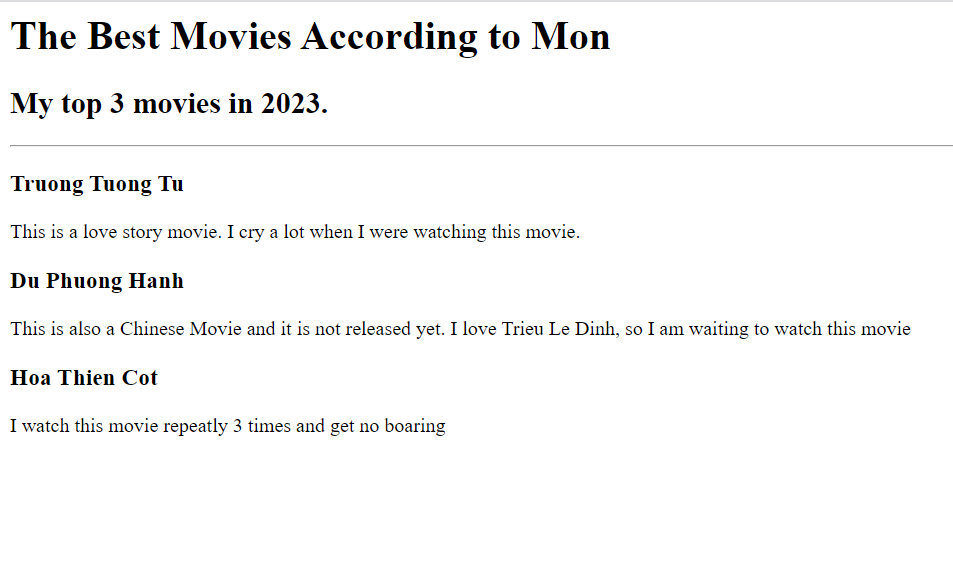 The Best Movies According to Mon
My top 3 movies in 2023.
Truong Tuong Tu
This is a love story movie. I cry a lot when I were watching this movie.
Du Phuong Hanh
This is also a Chinese Movie and it is not released yet. I love Trieu Le Dinh, so I am waiting to watch this movie
Hoa Thien Cot
I watch this movie repeatly 3 times and get no boaring